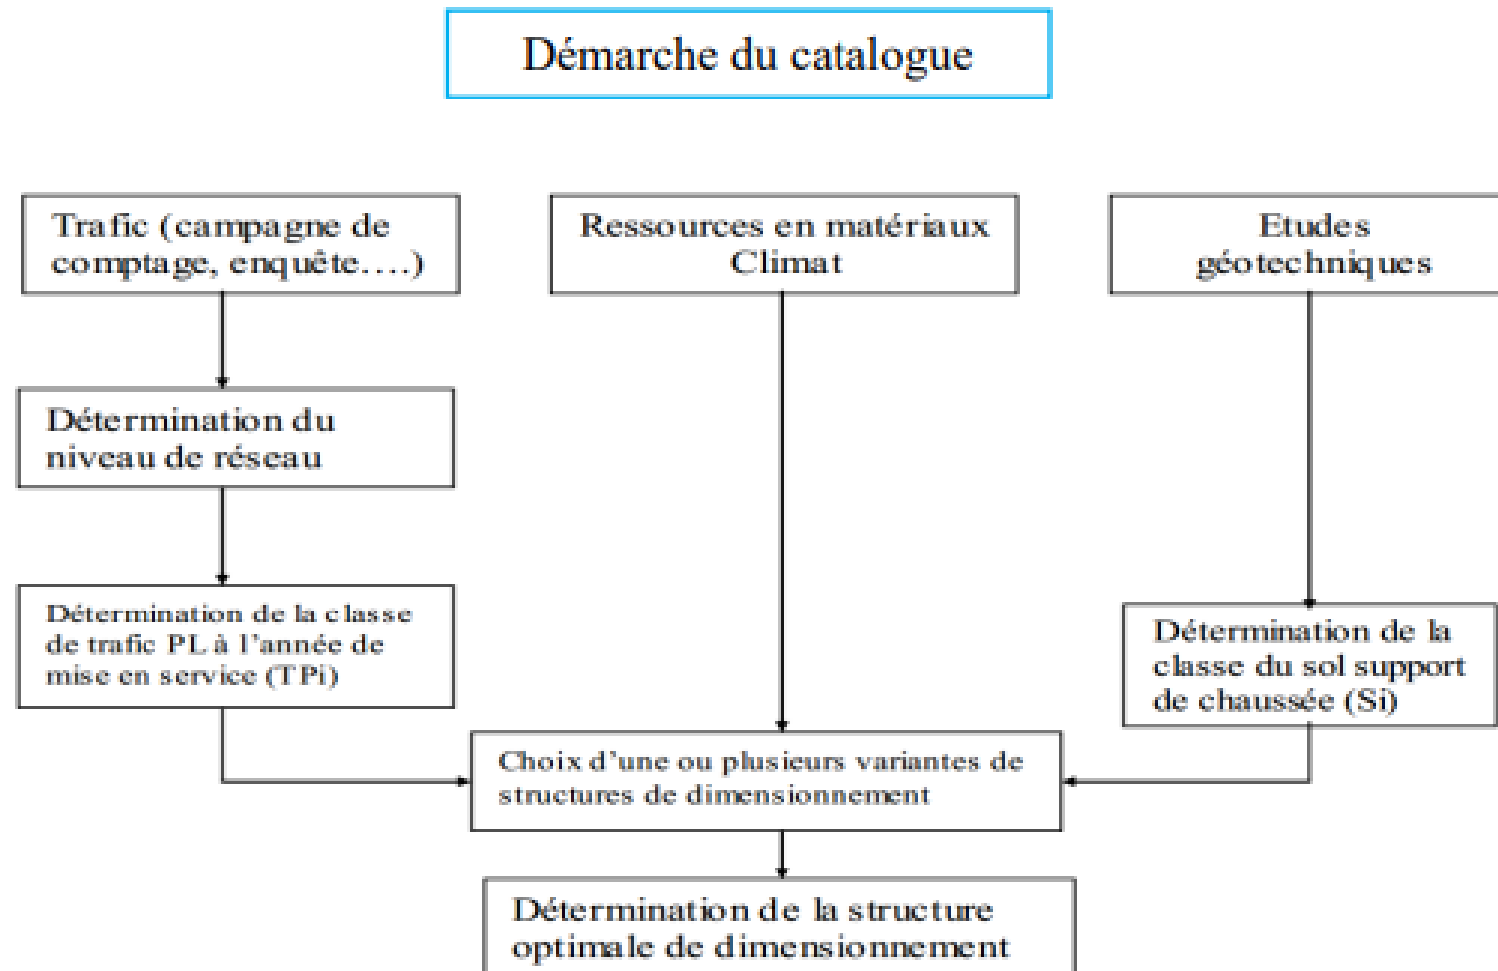 Démarche du catalogue
Trafic (campagne de
comptage, enquête....)
Ressources en matériaux
Climat
Etudes
géotechniques
Détermination du
niveau de réseau
Détermination de la classe
de trafic PL à l'année de
mise en service (TPi)
Détermination de la
classe du sol support
de chaussée (Si)
Choix d'une ou plusieurs variantes de
structures de dimensionnement
Détermination de la structure
optimale de dimensionnement